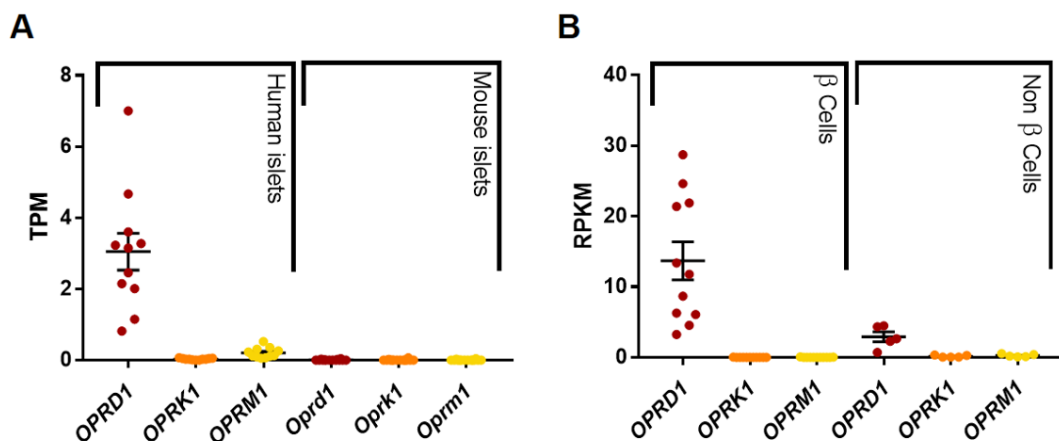 A
TPM
8
6
4
2
0
Human islets
Mouse islets
OPRD1
OPRK1
OPRM1
Oprd1
Oprk1
Oprm1
B
RPKM
40
30
20
10
0
β Cells
Non β Cells
OPRD1
OPRK1
OPRM1
OPRD1
OPRK1
OPRM1